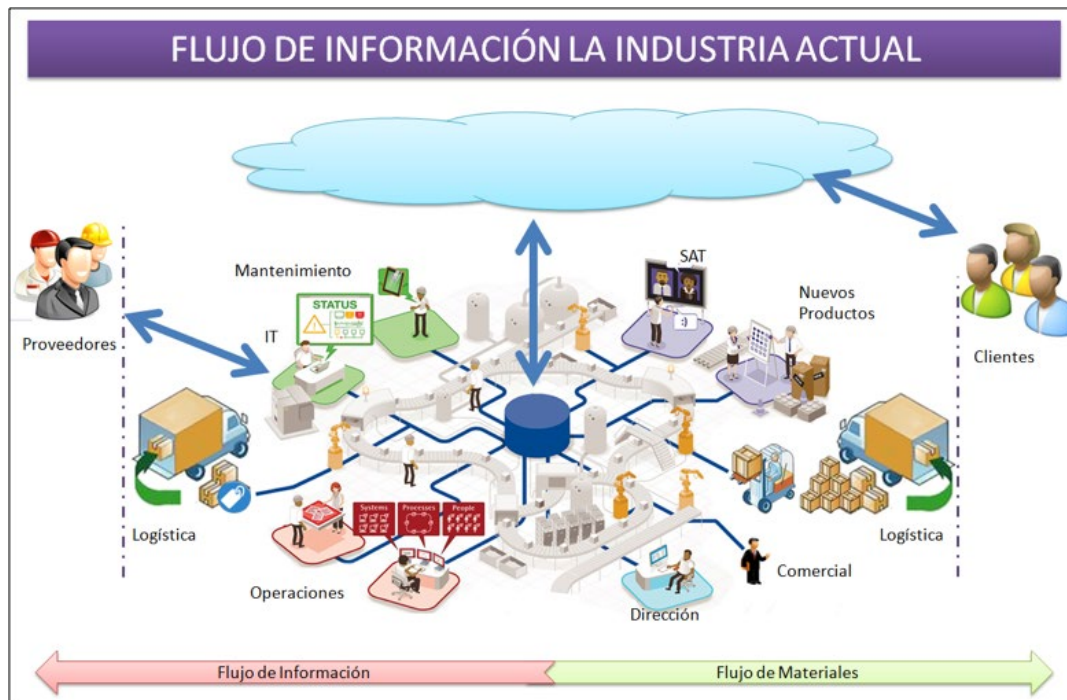 FLUJO DE INFORMACIÓN LA INDUSTRIA ACTUAL
Mantenimiento
SAT
STATUS
IT
Nuevos
Productos
Proveedores
Clientes
Systems
Processes
People
Logística
Logística
Operaciones
Comercial
Dirección
Flujo de Información
Flujo de Materiales